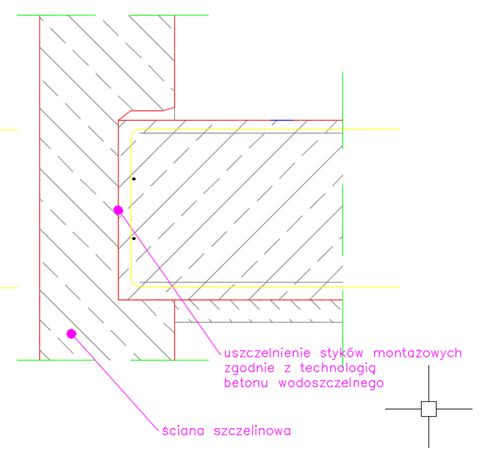 uszczelnienie styków montażowych
zgodnie z technologią
betonu wodoszczelnego
ściana szczelinowa